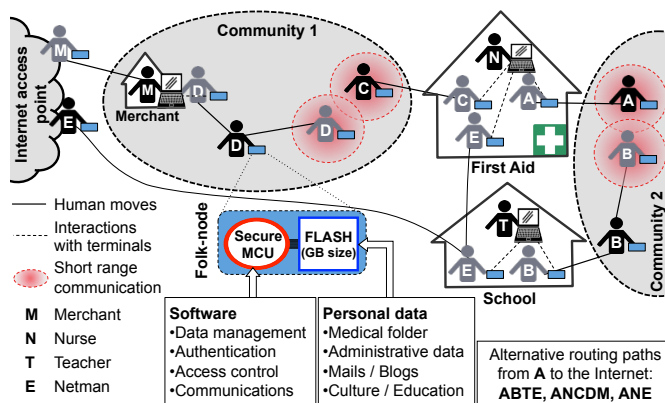 Community 1
M
N
Internet access
point
M
D
C
A
A
Merchant
C
E
D
D
E
B
First Aid
Community 2
Human moves
Interactions
with terminals
Short range
communication
Folk-node
Secure
MCU
FLASH
(GB size)
T
E
B
B
School
M Merchant
N Nurse
T Teacher
E Netman
Software
•Data management
•Authentication
•Access control
•Communications
Personal data
•Medical folder
•Administrative data
•Mails / Blogs
•Culture / Education
Alternative routing paths
from A to the Internet:
ABTE, ANCDM, ANE